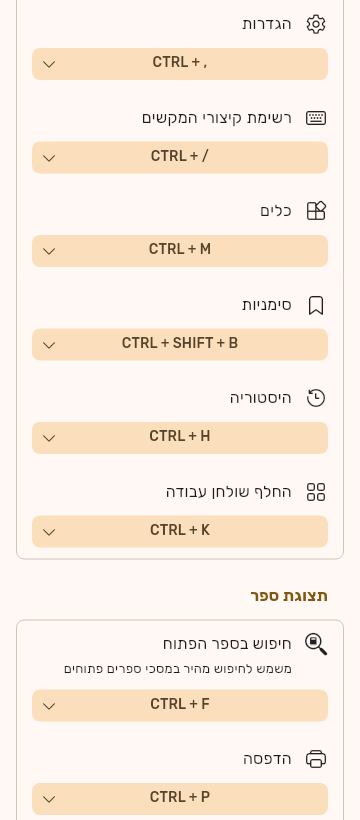 הגדרות
CTRL + ,
רשימת קיצורי המקשים
CTRL + /
כלים
CTRL + M
סימניות
CTRL + SHIFT + B
היסטוריה
CTRL + H
החלף שולחן עבודה
CTRL + K
תצוגת ספר
חיפוש בספר הפתוח
משמש לחיפוש מהיר במסכי ספרים פתוחים
CTRL + F
הדפסה
CTRL + P